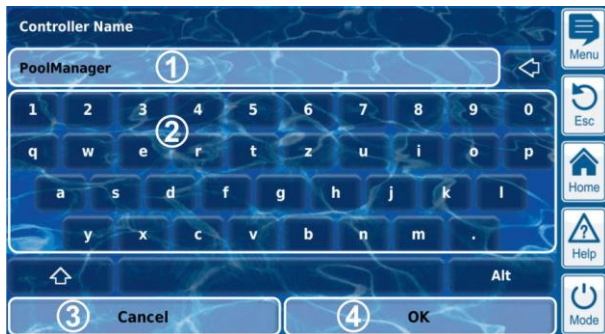 Controller Name
Menu
PoolManager 1
1 2 3 4 5 6 7 8 9 0
Esc
2
q w e r t z u i o p
a s d f g h j k l
Home
y x c v b n m .
Help
Alt
3 Cancel 4 OK
Mode